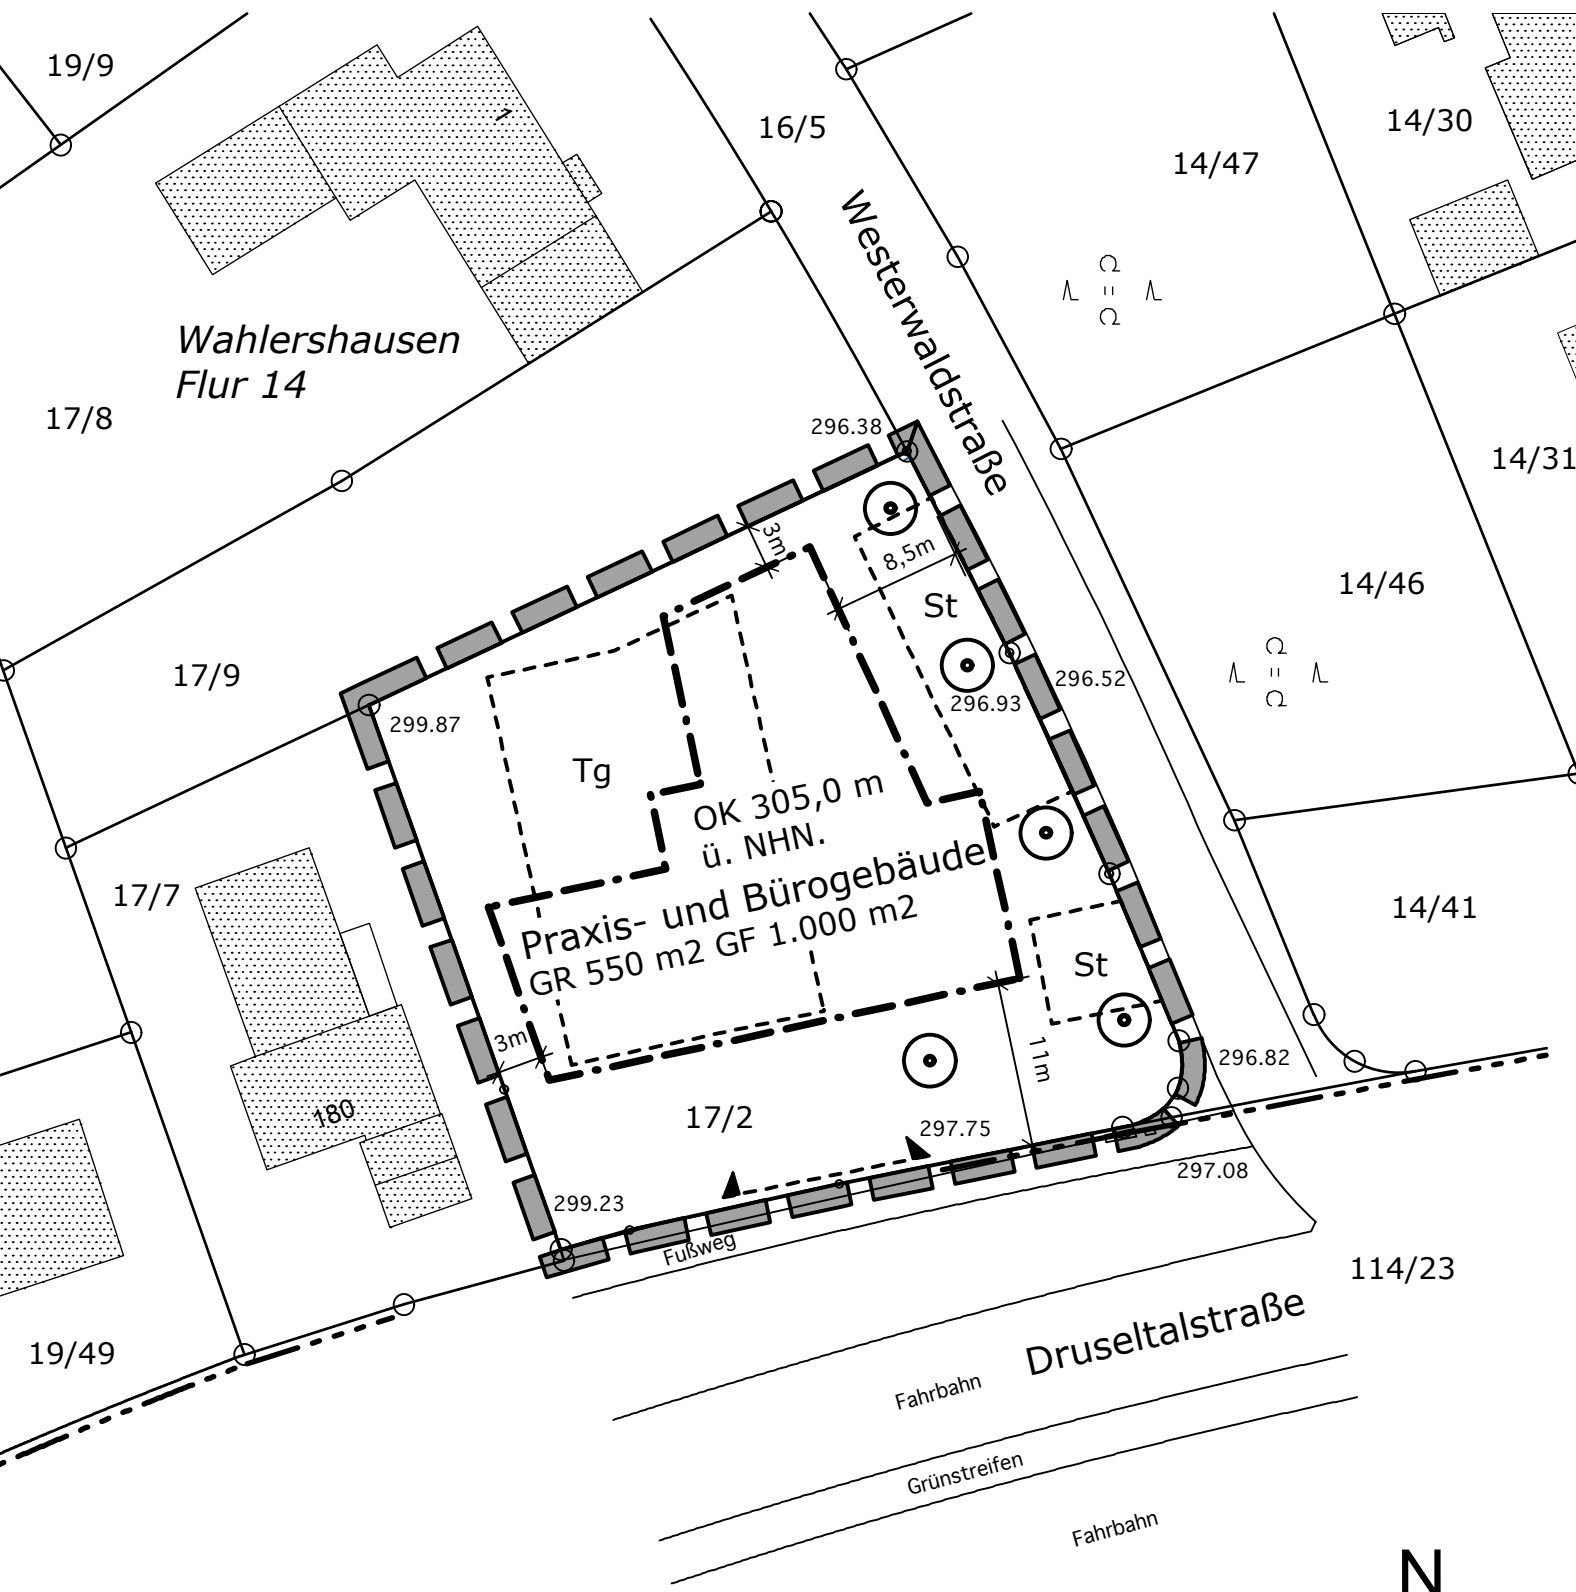 19/9
16/5
14/30
14/47
7
Westerwaldstraße
Wahlershausen
Flur 14
17/8
296.38
14/31
3m
8,5m
St
14/46
17/9
296.52
296.93
299.87
Tg
OK 305,0 m
ü. NHN.
Praxis- und Bürogebäude
GR 550 m2 GF 1.000 m2
17/7
14/41
St
3m
11m
296.82
180
17/2
297.75
297.08
299.23
Fußweg
114/23
19/49
Druseltalstraße
Fahrbahn
Grünstreifen
Fahrbahn
N